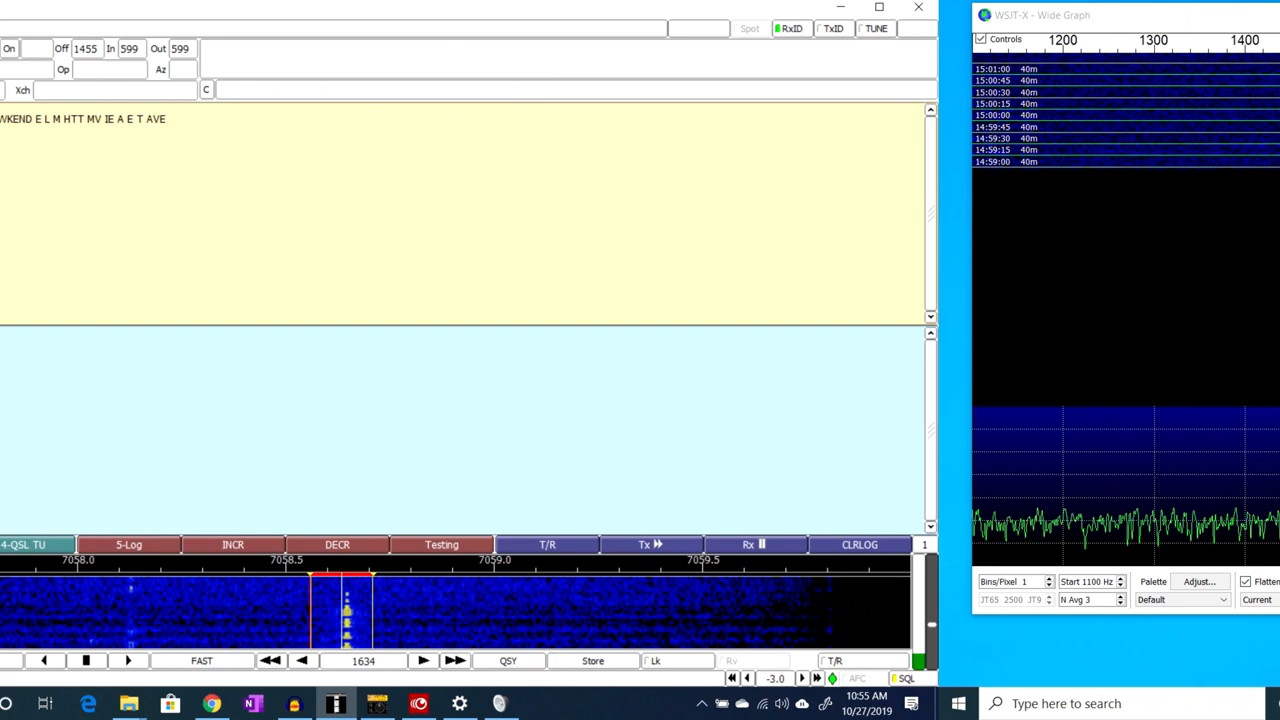 Spot RxID TxID TUNE
On Off 1455 In 599 Out 599
Op Az
Xch C
WKEND E L M HTT MV IE A E T AVE
4-QSL TU 5-Log INCR DECR Testing T/R Tx Rx CLRLOG 1
7058.0 7058.5 7059.0 7059.5
FAST 1634 QSY Store Lk Rv T/R
-3.0 AFC SQL
10:55 AM
10/27/2019
WSJT-X - Wide Graph
Controls 1200 1300 1400
15:01:00 40m
15:00:45 40m
15:00:30 40m
15:00:15 40m
15:00:00 40m
14:59:45 40m
14:59:30 40m
14:59:15 40m
14:59:00 40m
Bins/Pixel 1 Start 1100 Hz Palette Adjust... Flatten
JT65 2500 JT9 N Avg 3 Default Current
Type here to search